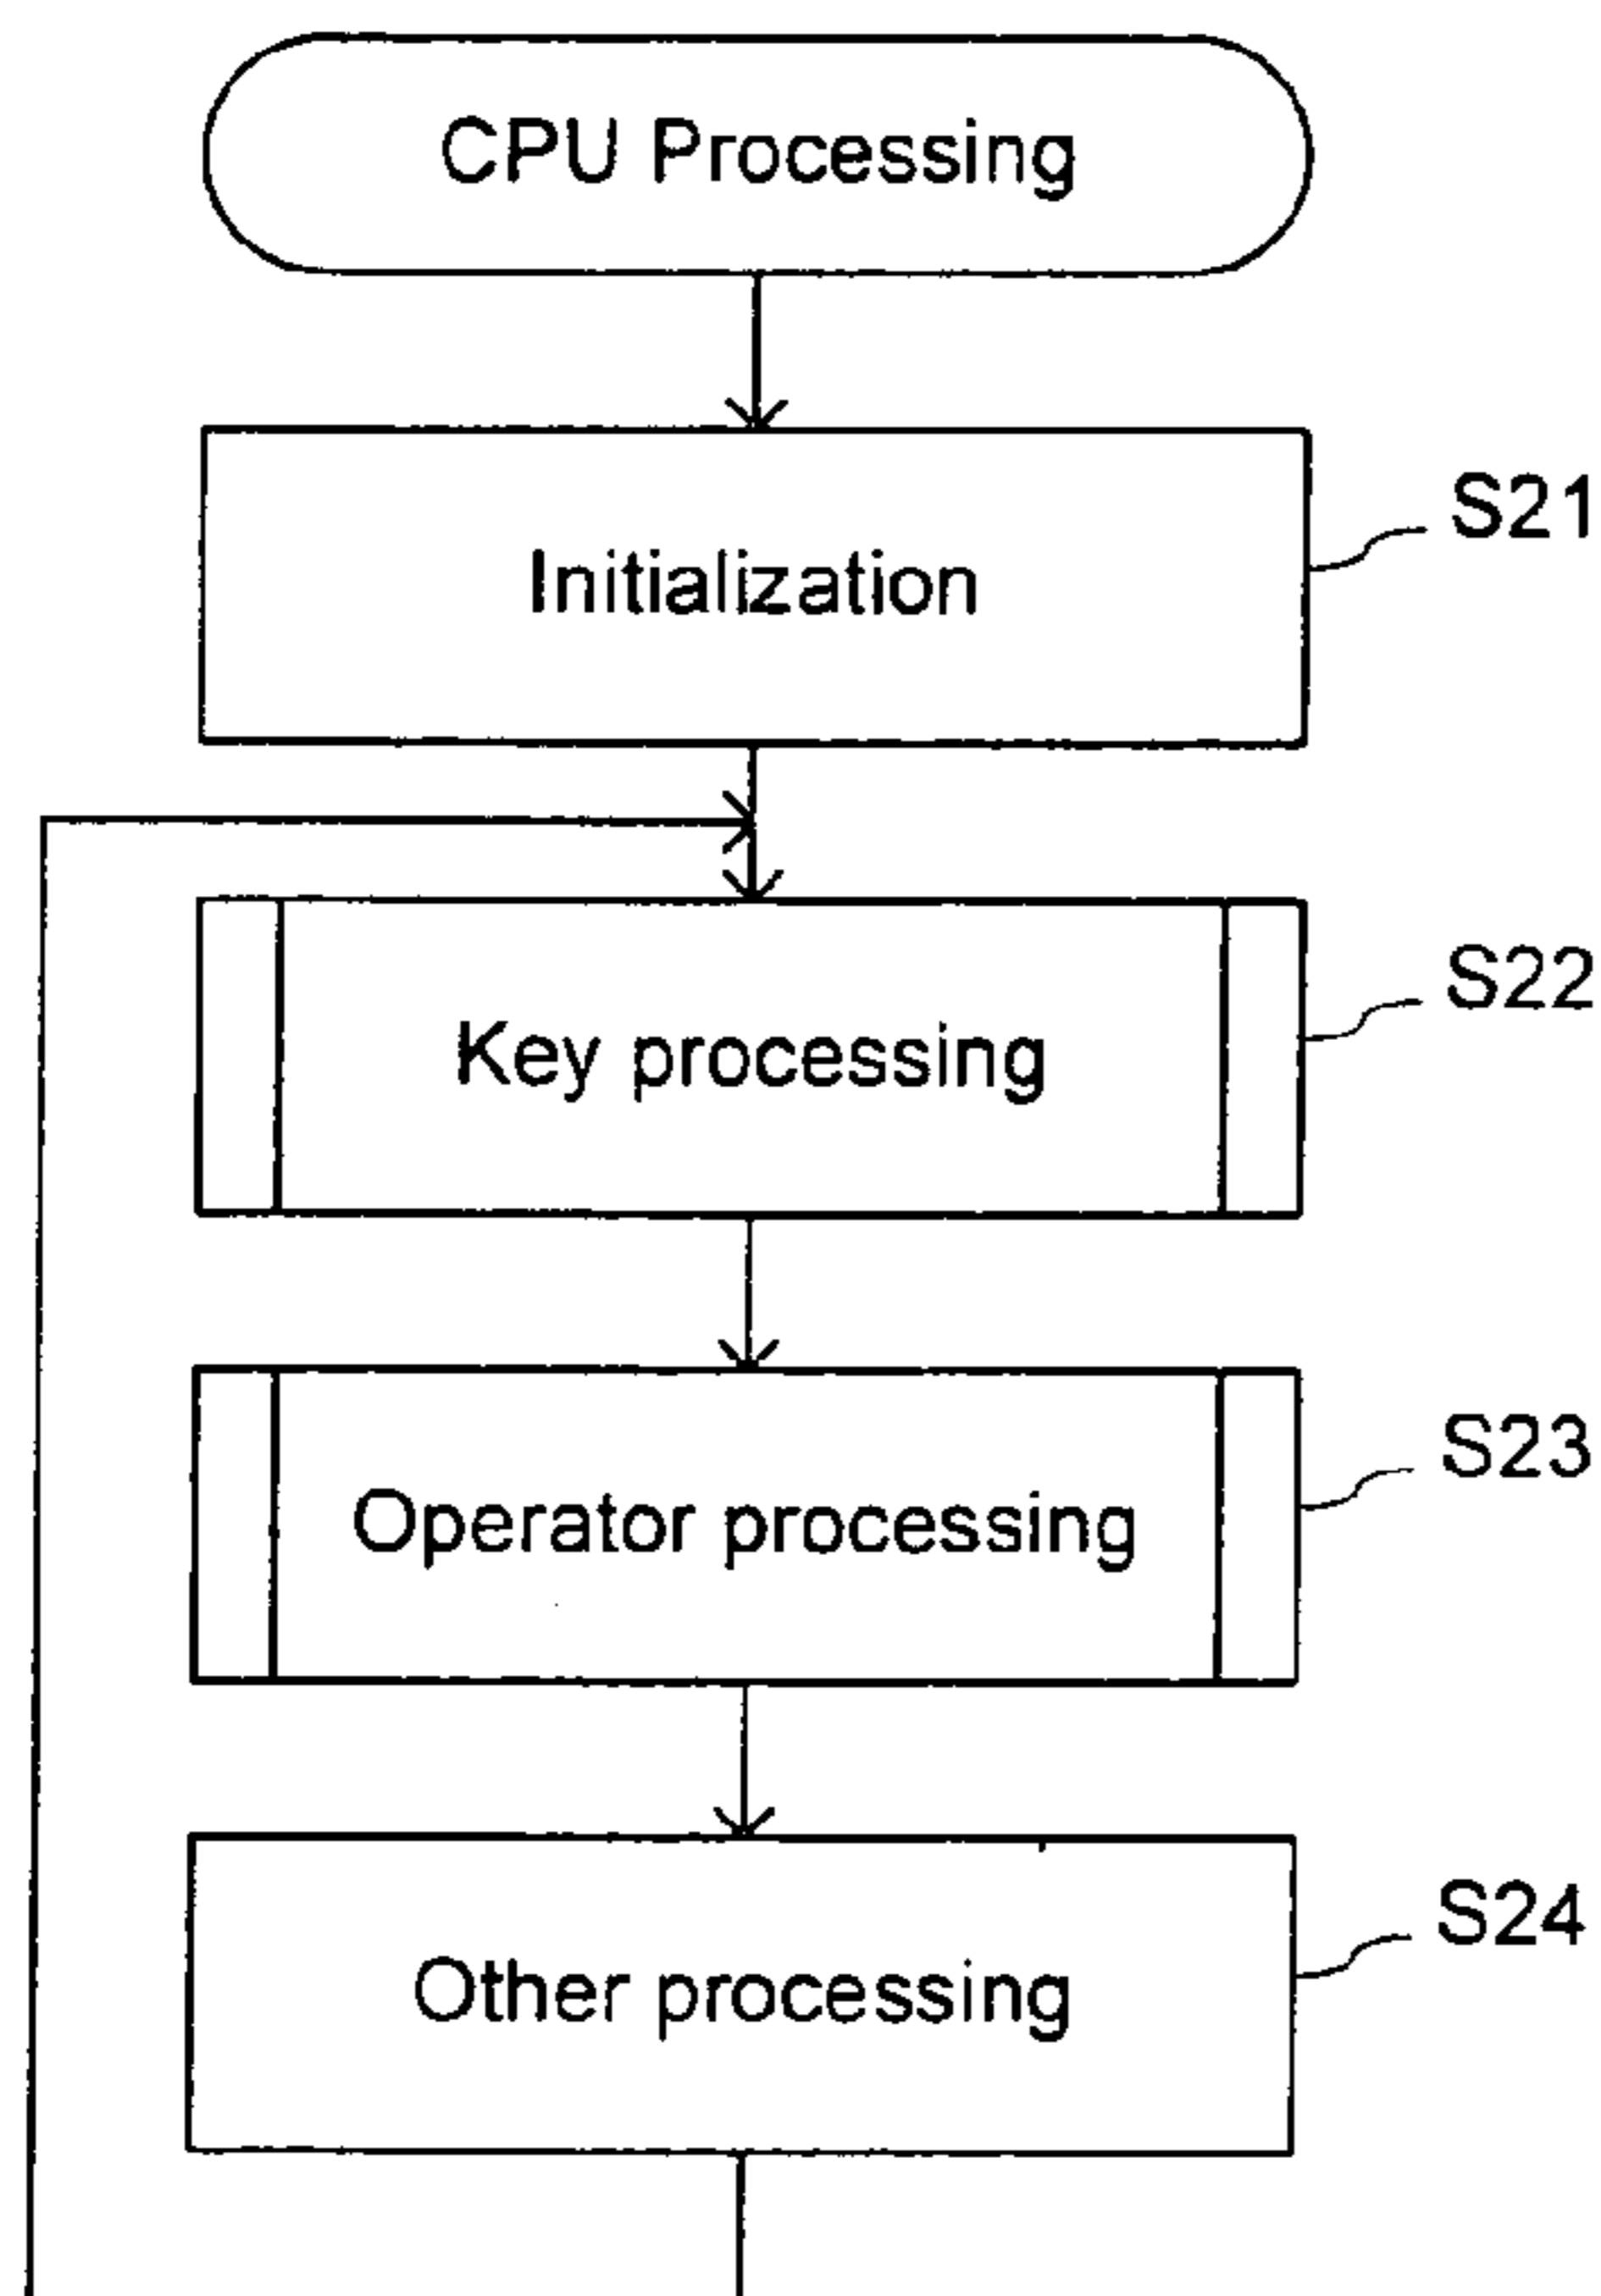 CPU Processing
Initialization
S21
Key processing
S22
Operator processing
S23
Other processing
S24